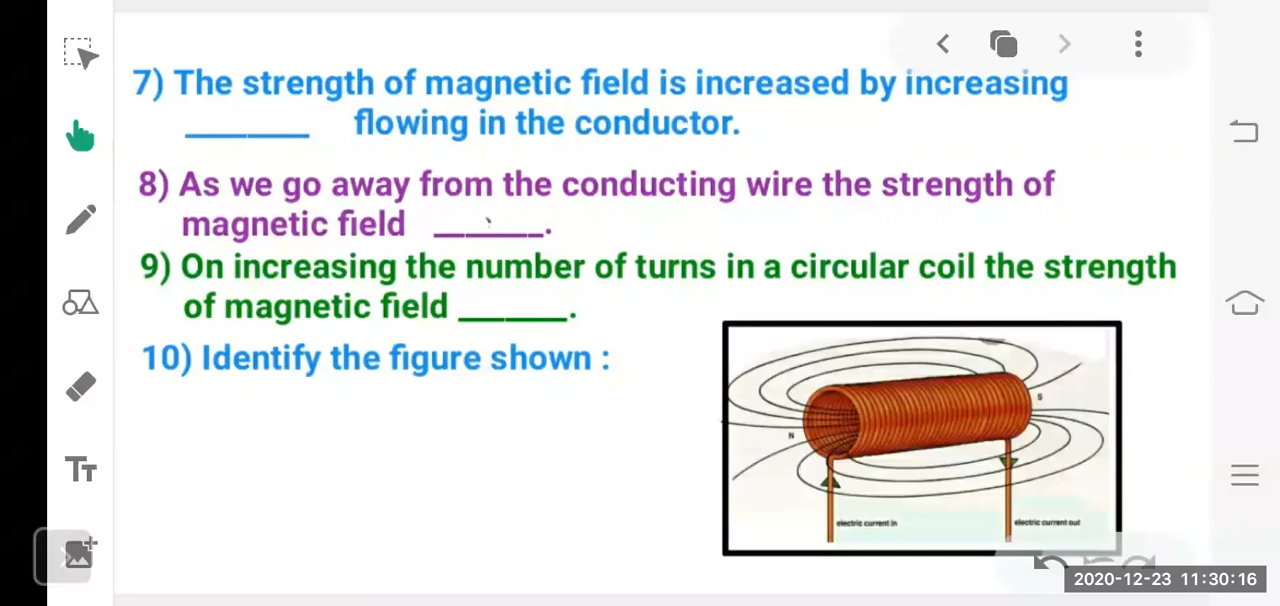 7) The strength of magnetic field is increased by increasing
________ flowing in the conductor.
8) As we go away from the conducting wire the strength of
magnetic field _______.
9) On increasing the number of turns in a circular coil the strength
of magnetic field _______.
10) Identify the figure shown :
S
N
electric current in
electric current out
TT
2020-12-23 11:30:16